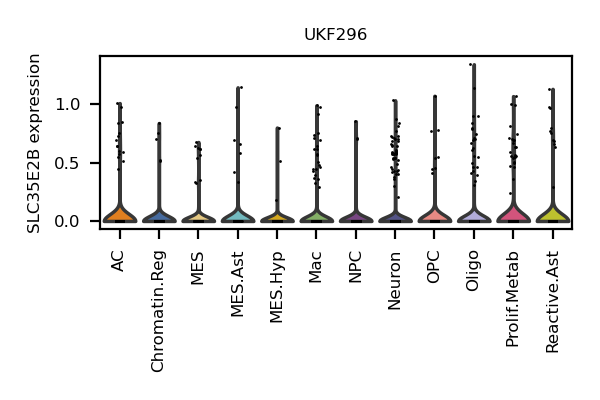 UKF296
SLC35E2B expression
1.0
0.5
0.0
AC
Chromatin.Reg
MES
MES.Ast
MES.Hyp
Mac
NPC
Neuron
OPC
Oligo
Prolif.Metab
Reactive.Ast